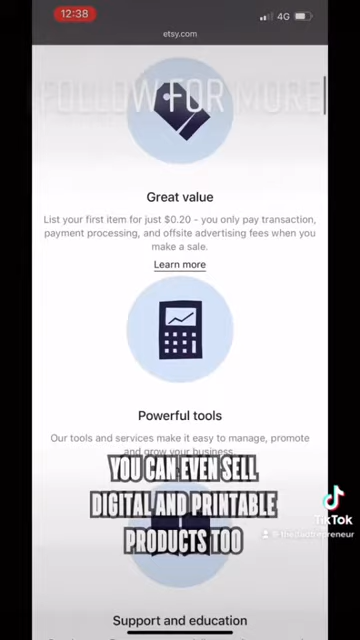 12:38
4G
etsy.com
FOLLOW FOR MORE
Great value
List your first item for just $0.20 - you only pay transaction,
payment processing, and offsite advertising fees when you
make a sale.
Learn more
Powerful tools
Our tools and services make it easy to manage, promote
and grow your business.
YOU CAN EVEN SELL
DIGITAL AND PRINTABLE
PRODUCTS TOO
TikTok
Support and education